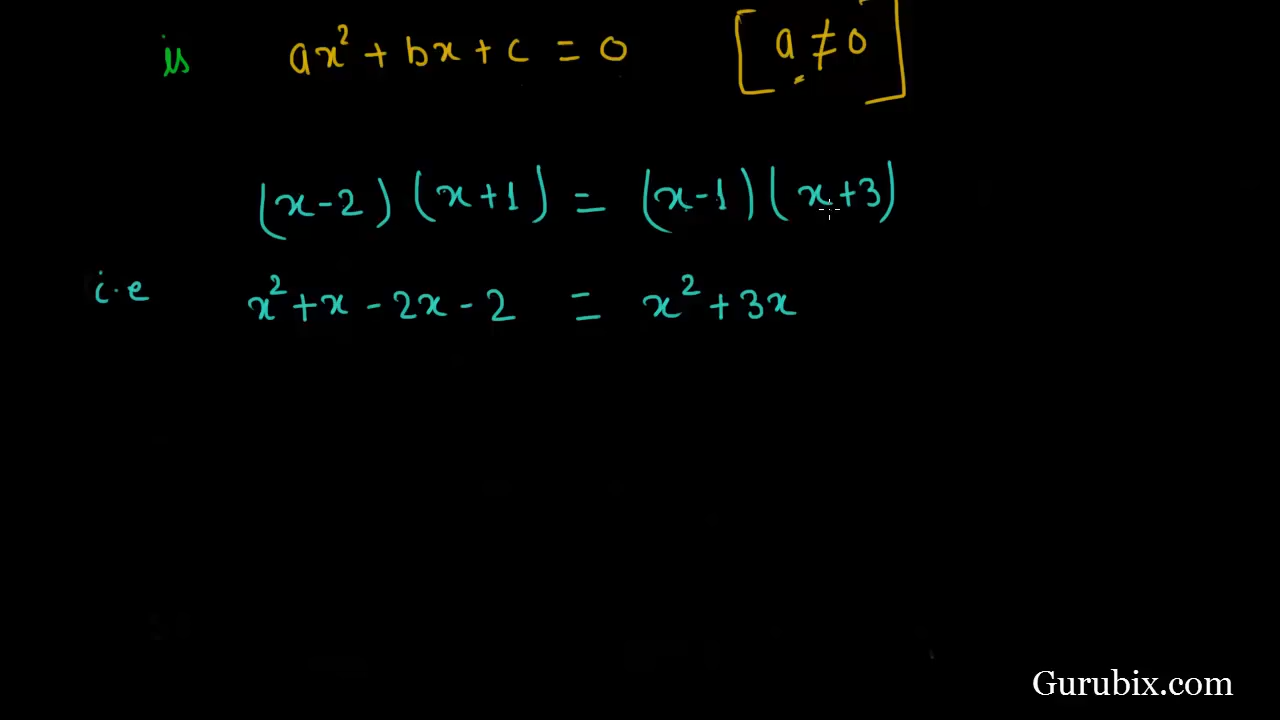 is ax² + bx + c = 0 [a ≠ 0]
(x-2) (x+1) = (x-1) (x+3)
i.e x² + x - 2x - 2 = x² + 3x
Gurubix.com